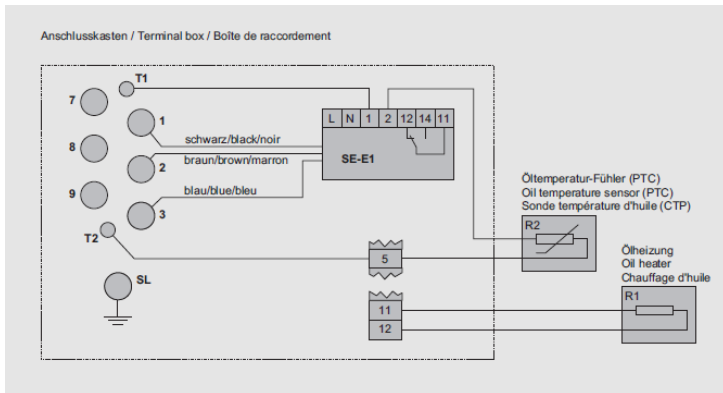 Anschlusskasten / Terminal box / Boîte de raccordement
T1
7
1
L N 1 2 12 14 11
schwarz/black/noir
8
braun/brown/marron
SE-E1
2
Öltemperatur-Fühler (PTC)
Oil temperature sensor (PTC)
Sonde température d'huile (CTP)
9
blau/blue/bleu
3
R2
T2
5
Ölheizung
Oil heater
Chauffage d'huile
SL
R1
11
12